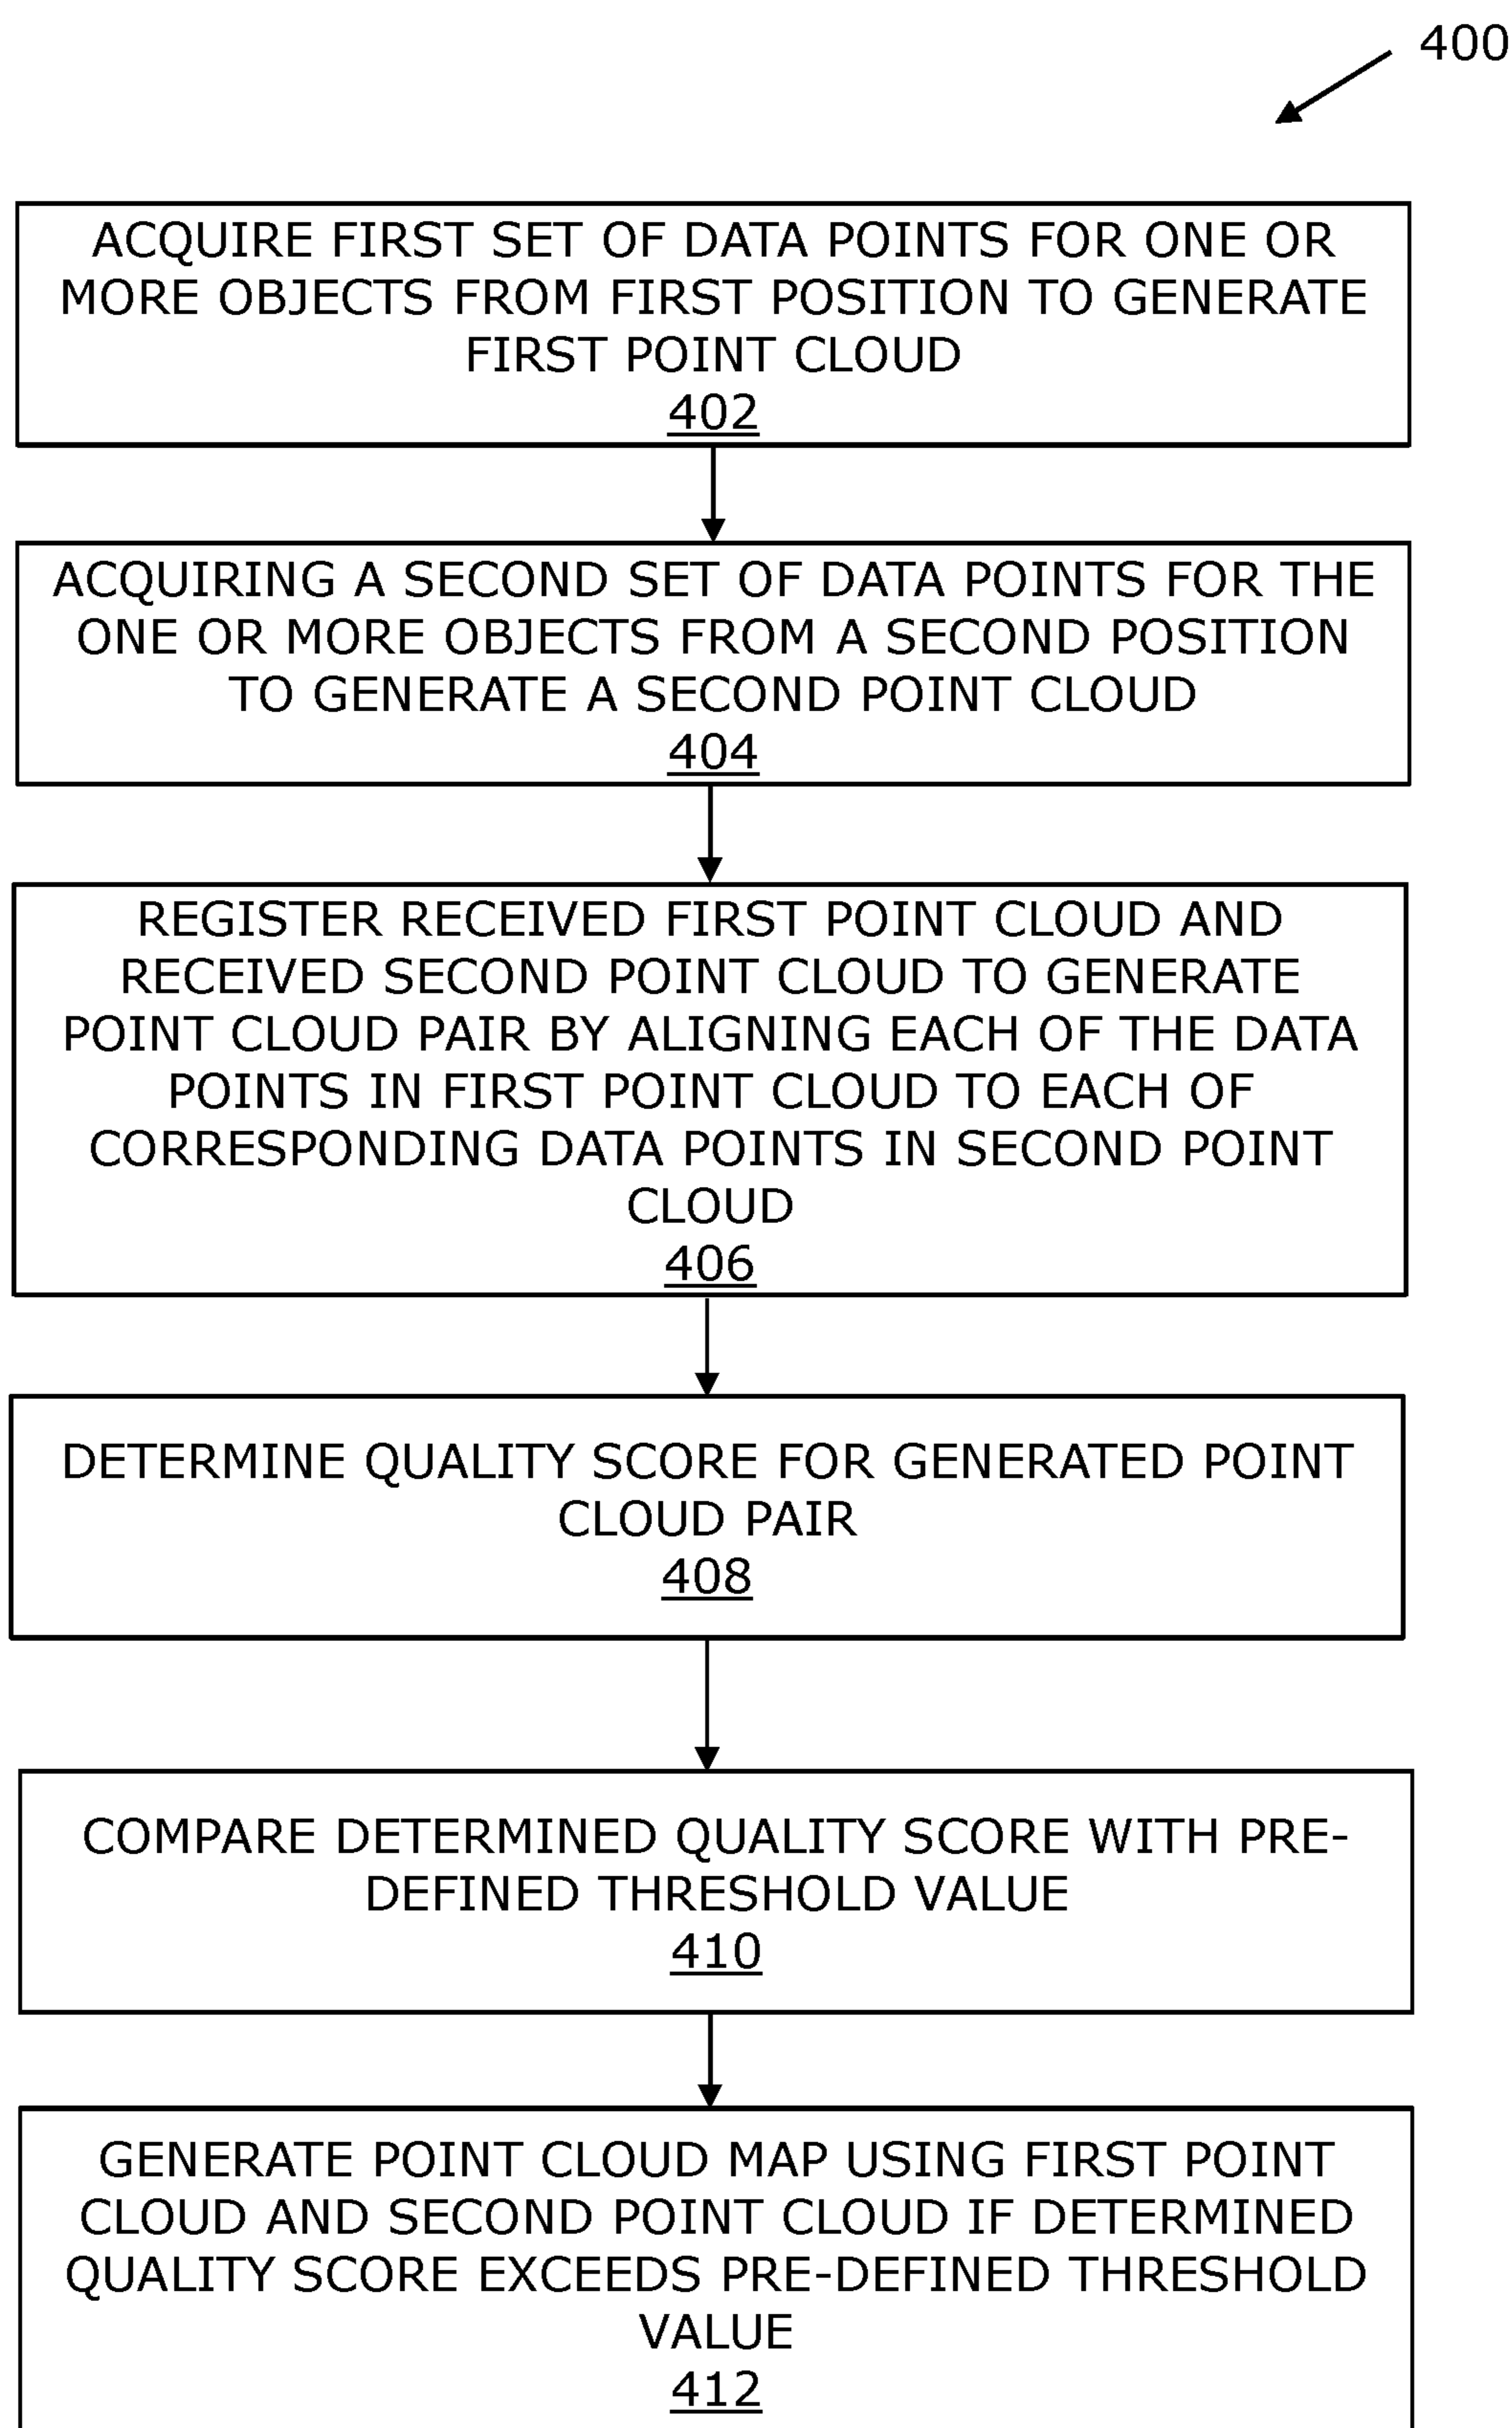 400
ACQUIRE FIRST SET OF DATA POINTS FOR ONE OR
MORE OBJECTS FROM FIRST POSITION TO GENERATE
FIRST POINT CLOUD
402
ACQUIRING A SECOND SET OF DATA POINTS FOR THE
ONE OR MORE OBJECTS FROM A SECOND POSITION
TO GENERATE A SECOND POINT CLOUD
404
REGISTER RECEIVED FIRST POINT CLOUD AND
RECEIVED SECOND POINT CLOUD TO GENERATE
POINT CLOUD PAIR BY ALIGNING EACH OF THE DATA
POINTS IN FIRST POINT CLOUD TO EACH OF
CORRESPONDING DATA POINTS IN SECOND POINT
CLOUD
406
DETERMINE QUALITY SCORE FOR GENERATED POINT
CLOUD PAIR
408
COMPARE DETERMINED QUALITY SCORE WITH PRE-
DEFINED THRESHOLD VALUE
410
GENERATE POINT CLOUD MAP USING FIRST POINT
CLOUD AND SECOND POINT CLOUD IF DETERMINED
QUALITY SCORE EXCEEDS PRE-DEFINED THRESHOLD
VALUE
412